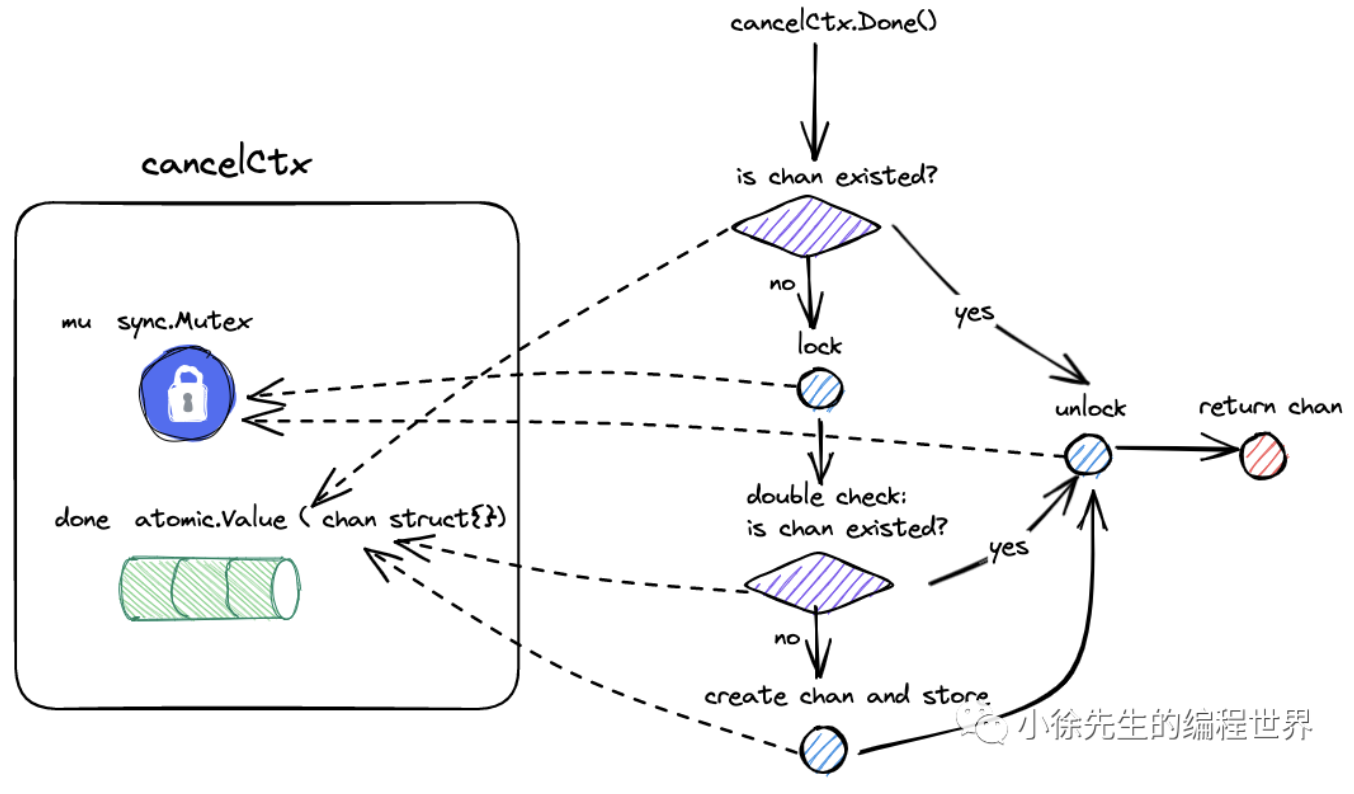 cancelCtx.Done()
is chan existed?
no
yes
lock
unlock
return chan
double check:
is chan existed?
yes
no
create chan and store
cancelCtx
mu sync.Mutex
done atomic.Value ( chan struct{})
小徐先生的编程世界